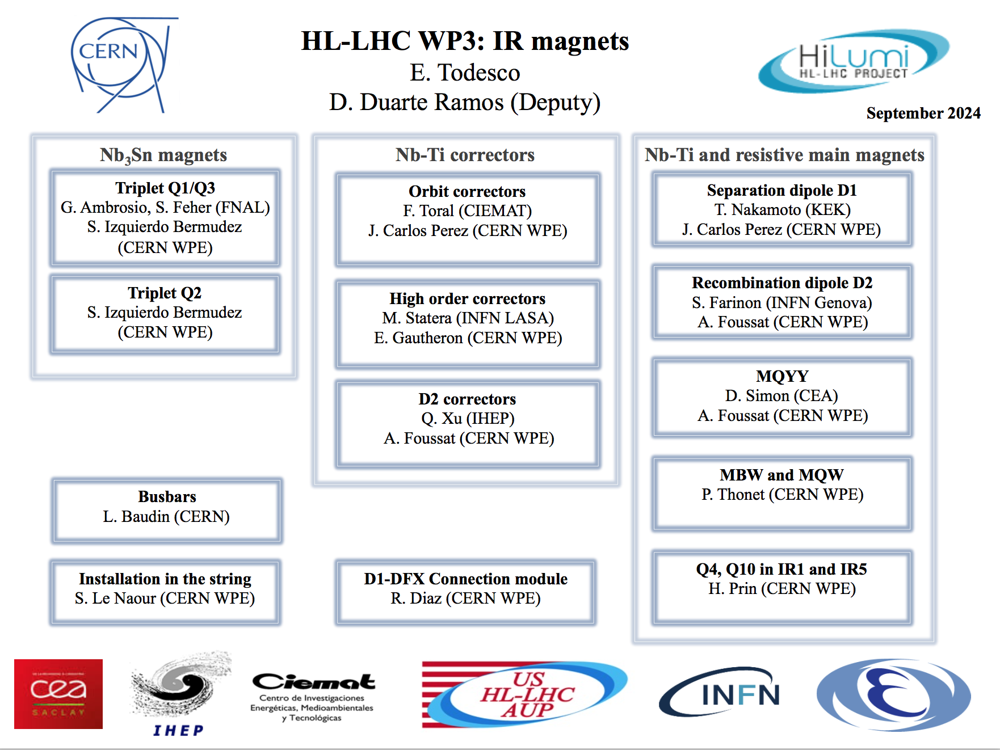 CERN
HL-LHC WP3: IR magnets
E. Todesco
D. Duarte Ramos (Deputy)
HiLumi
HL-LHC PROJECT
September 2024
Nb₃Sn magnets
Triplet Q1/Q3
G. Ambrosio, S. Feher (FNAL)
S. Izquierdo Bermudez
(CERN WPE)
Triplet Q2
S. Izquierdo Bermudez
(CERN WPE)
Busbars
L. Baudin (CERN)
Installation in the string
S. Le Naour (CERN WPE)
Nb-Ti correctors
Orbit correctors
F. Toral (CIEMAT)
J. Carlos Perez (CERN WPE)
High order correctors
M. Statera (INFN LASA)
E. Gautheron (CERN WPE)
D2 correctors
Q. Xu (IHEP)
A. Foussat (CERN WPE)
D1-DFX Connection module
R. Diaz (CERN WPE)
Nb-Ti and resistive main magnets
Separation dipole D1
T. Nakamoto (KEK)
J. Carlos Perez (CERN WPE)
Recombination dipole D2
S. Farinon (INFN Genova)
A. Foussat (CERN WPE)
MQYY
D. Simon (CEA)
A. Foussat (CERN WPE)
MBW and MQW
P. Thonet (CERN WPE)
Q4, Q10 in IR1 and IR5
H. Prin (CERN WPE)
cea
SACLAY
IHEP
Ciemat
Centro de Investigaciones
Energéticas, Medioambientales
y Tecnológicas
US
HL-LHC
AUP
INFN